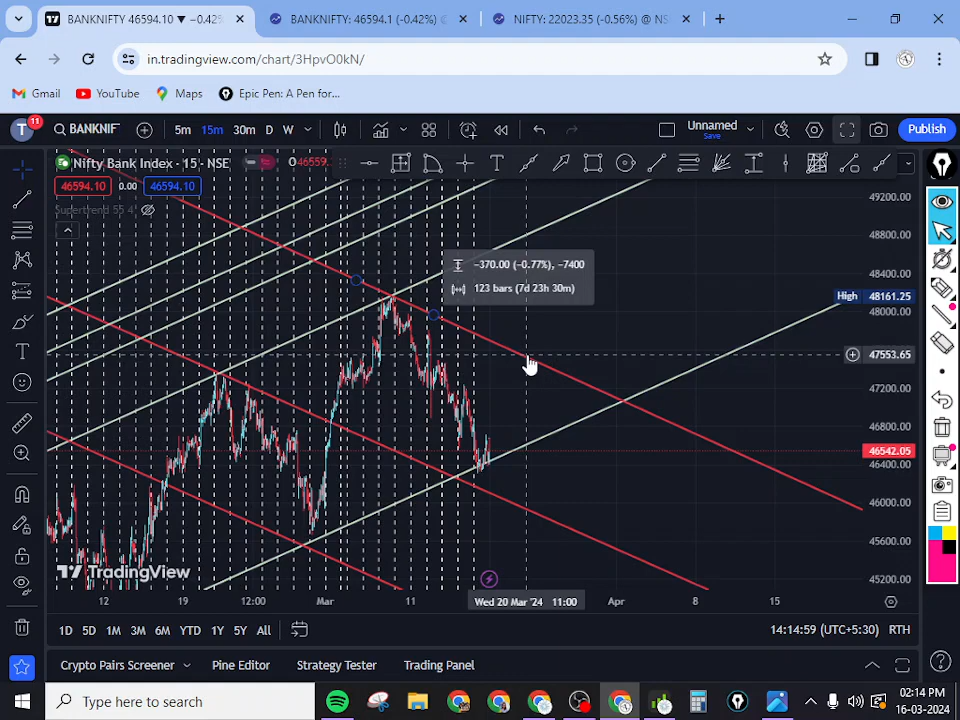 BANKNIFTY 46594.10 ▼ −0.42%
BANKNIFTY: 46594.1 (-0.42%)
NIFTY: 22023.35 (-0.56%) @ NS
in.tradingview.com/chart/3HpvO0kN/
Gmail
YouTube
Maps
Epic Pen: A Pen for...
T
11
BANKNIF
5m
15m
30m
D
W
Unnamed
Save
Publish
Nifty Bank Index · 15 · NSE
O46559.
46594.10
0.00
46594.10
Supertrend 55 4
−370.00 (−0.77%), −7400
123 bars (7d 23h 30m)
49200.00
48800.00
48400.00
High 48161.25
48000.00
47553.65
47200.00
46800.00
46542.05
46400.00
46000.00
45600.00
45200.00
TradingView
12
19
12:00
Mar
11
Wed 20 Mar '24 11:00
Apr
8
15
1D
5D
1M
3M
6M
YTD
1Y
5Y
All
14:14:59 (UTC+5:30)
RTH
Crypto Pairs Screener
Pine Editor
Strategy Tester
Trading Panel
Type here to search
02:14 PM
16-03-2024